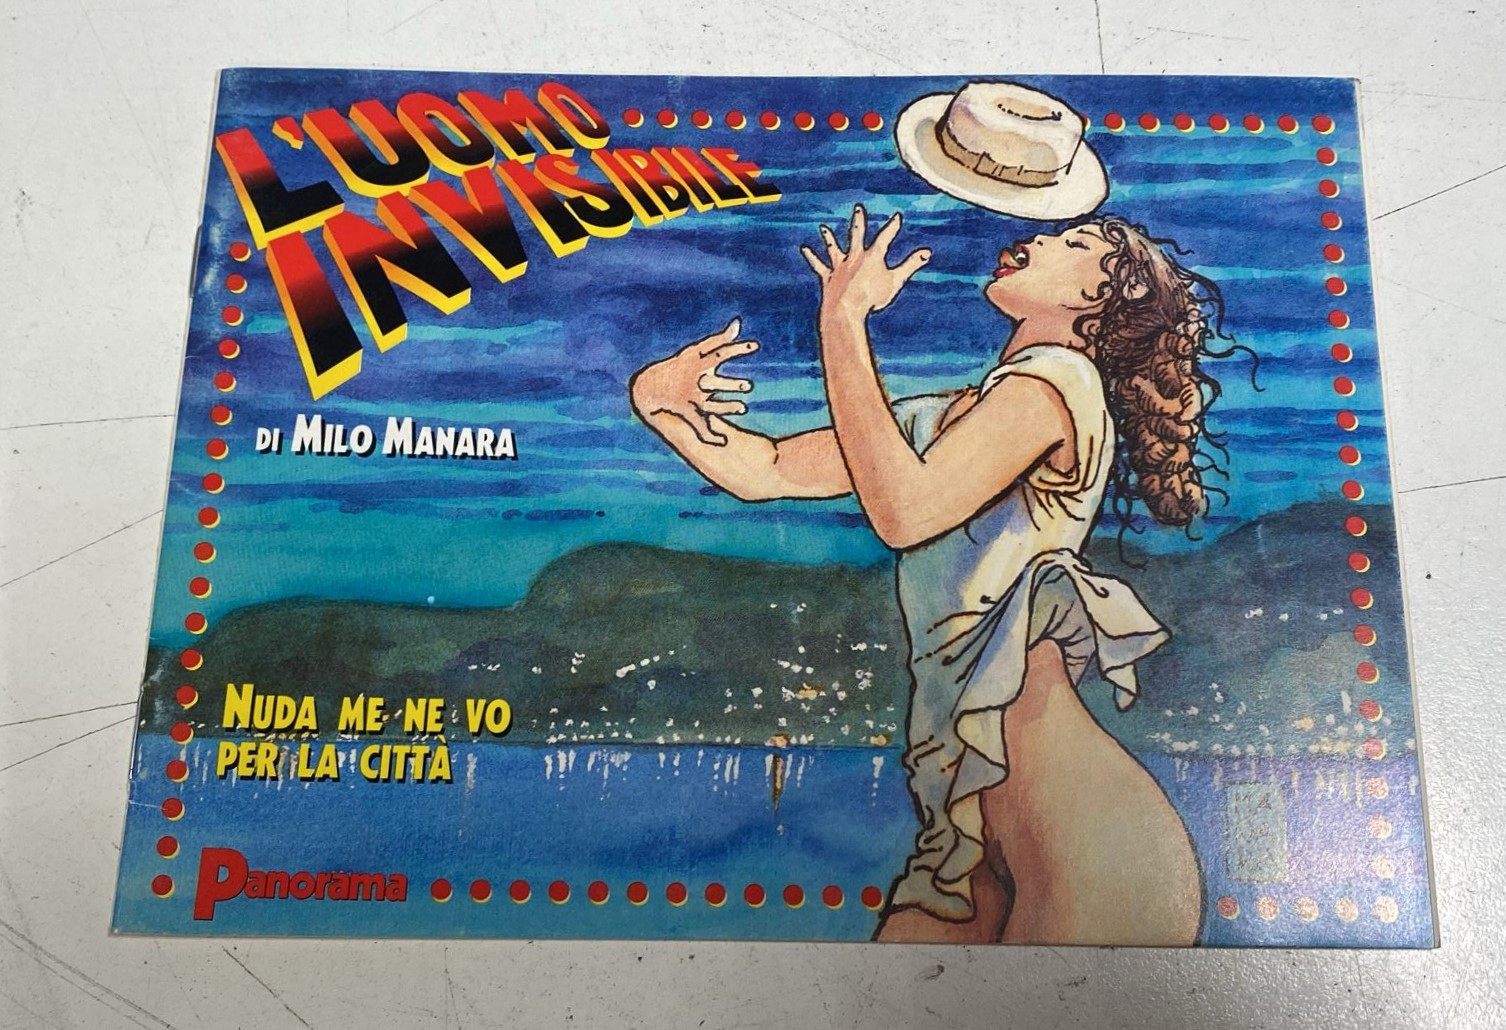 L'UOMO
INVISIBILE
DI MILO MANARA
NUDA ME NE VO
PER LA CITTÀ
Panorama